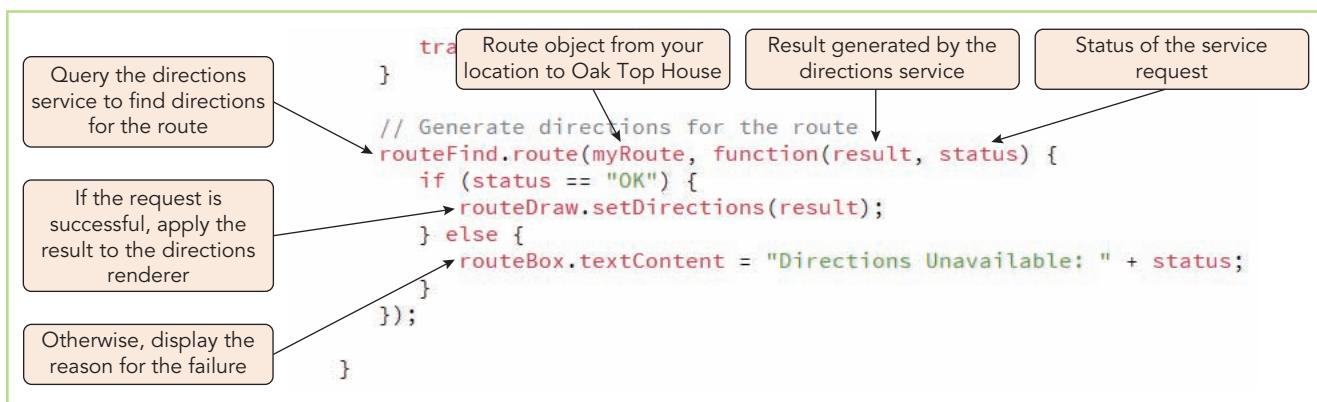 Query the directions
service to find directions
for the route
Route object from your
location to Oak Top House
Result generated by the
directions service
Status of the service
request
If the request is
successful, apply the
result to the directions
renderer
Otherwise, display the
reason for the failure
}
// Generate directions for the route
routeFind.route(myRoute, function(result, status) {
if (status == "OK") {
routeDraw.setDirections(result);
} else {
routeBox.textContent = "Directions Unavailable: " + status;
}
});
}